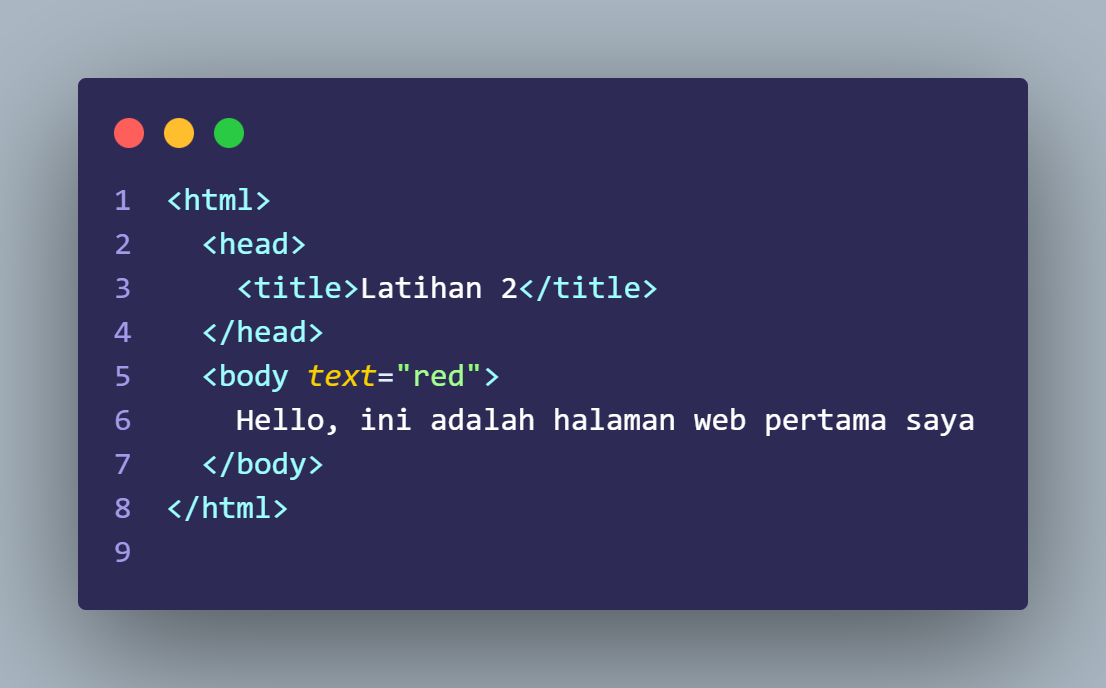 1 <html>
2   <head>
3     <title>Latihan 2</title>
4   </head>
5   <body text="red">
6     Hello, ini adalah halaman web pertama saya
7   </body>
8 </html>
9